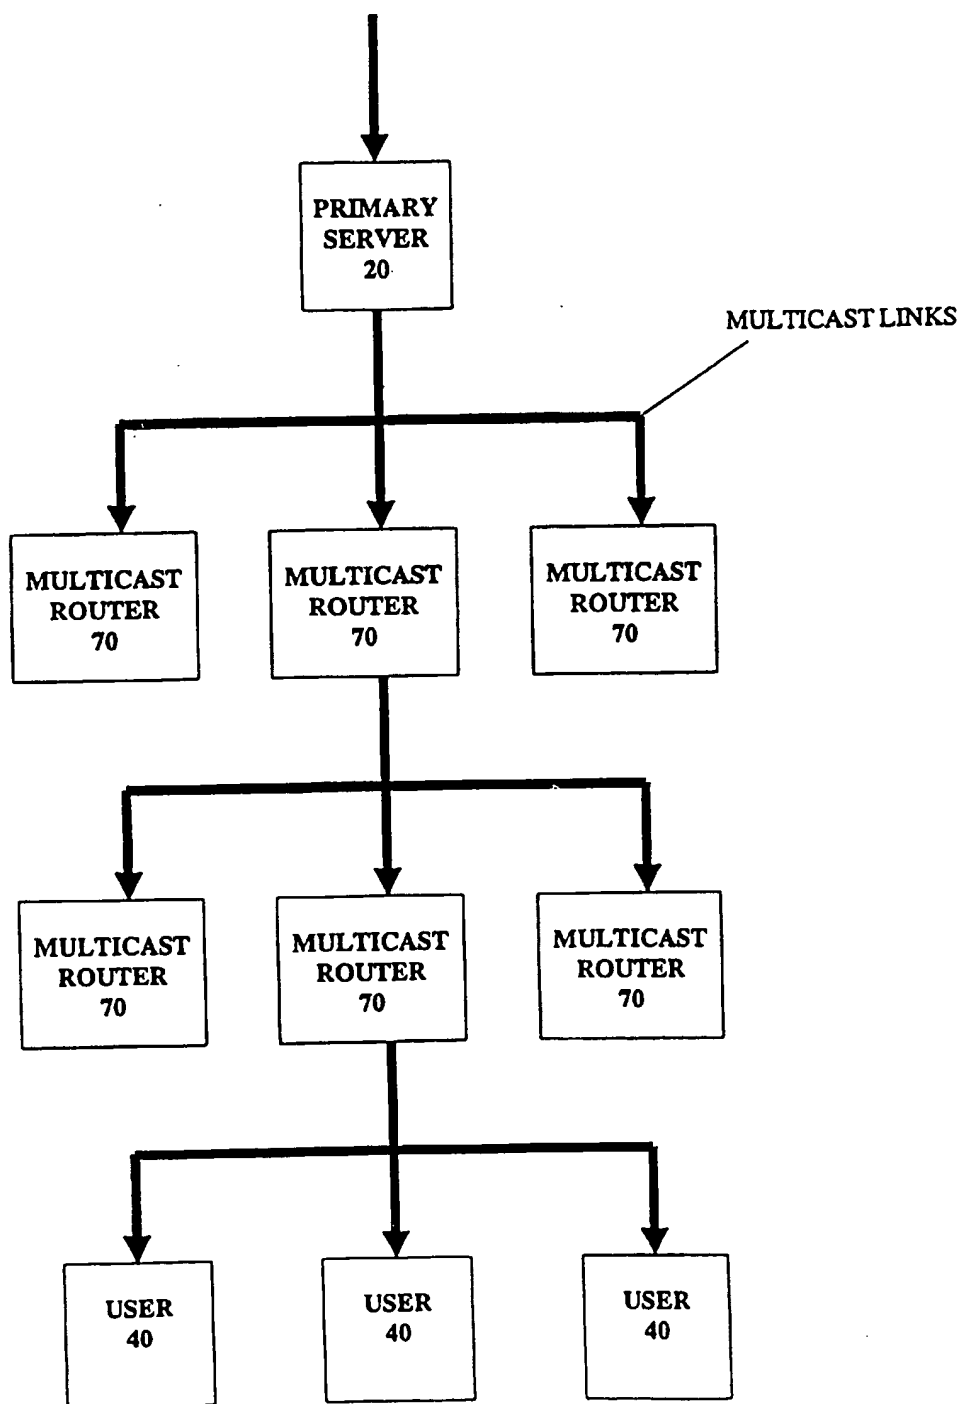 PRIMARY
SERVER
20
MULTICAST LINKS
MULTICAST
ROUTER
70
MULTICAST
ROUTER
70
MULTICAST
ROUTER
70
MULTICAST
ROUTER
70
MULTICAST
ROUTER
70
MULTICAST
ROUTER
70
USER
40
USER
40
USER
40